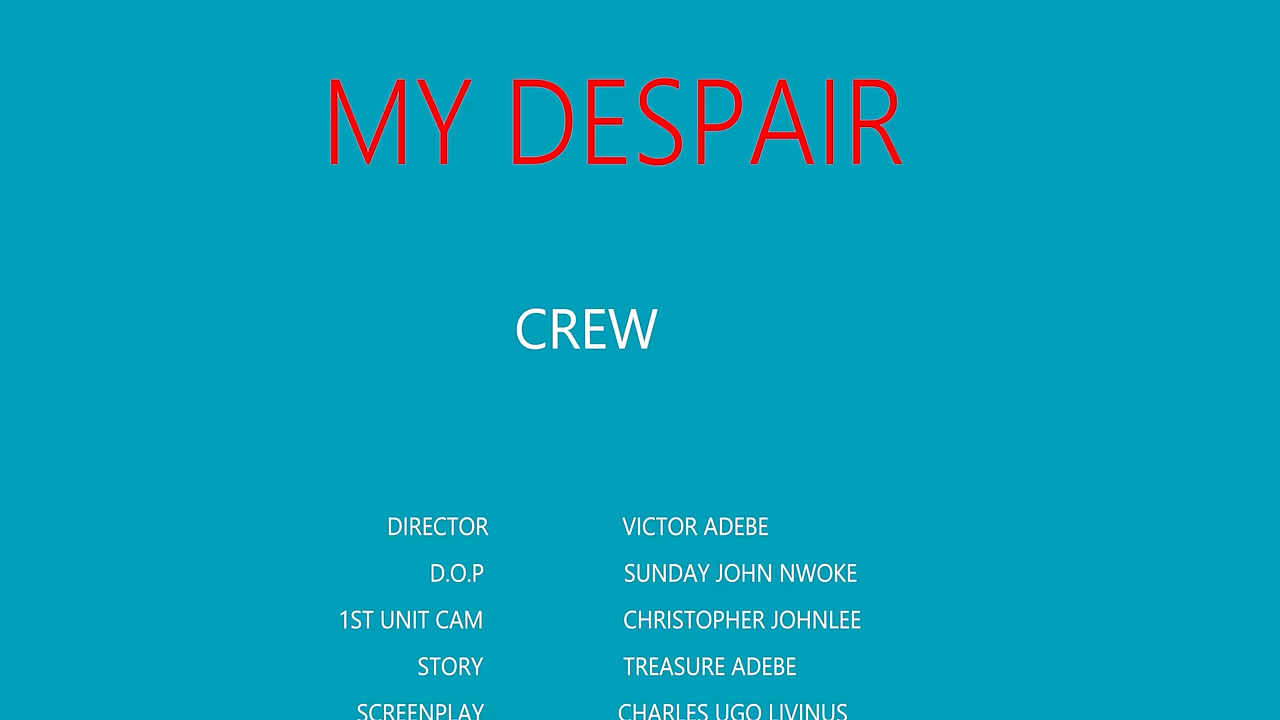 MY DESPAIR
CREW
DIRECTOR VICTOR ADEBE
D.O.P SUNDAY JOHN NWOKE
1ST UNIT CAM CHRISTOPHER JOHNLEE
STORY TREASURE ADEBE
SCREENPLAY CHARLES UGO LIVINUS